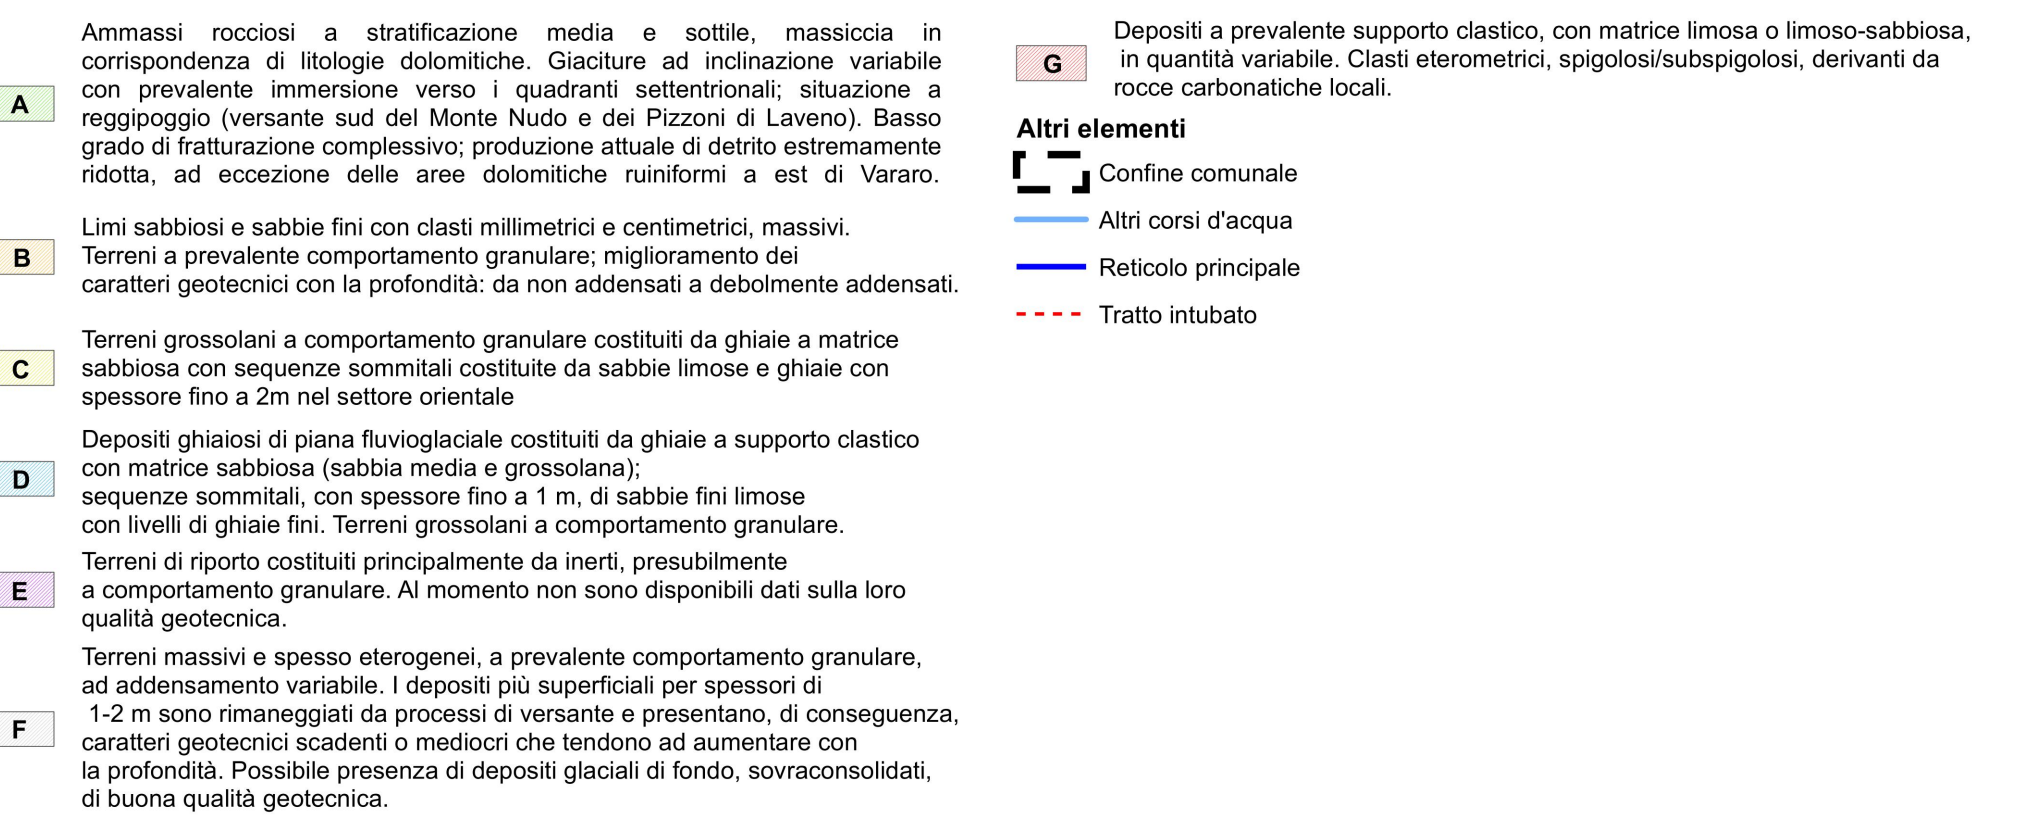 A
Ammassi rocciosi a stratificazione media e sottile, massiccia in
corrispondenza di litologie dolomitiche. Giaciture ad inclinazione variabile
con prevalente immersione verso i quadranti settentrionali; situazione a
reggipoggio (versante sud del Monte Nudo e dei Pizzoni di Laveno). Basso
grado di fratturazione complessivo; produzione attuale di detrito estremamente
ridotta, ad eccezione delle aree dolomitiche ruiniformi a est di Vararo.
B
Limi sabbiosi e sabbie fini con clasti millimetrici e centimetrici, massivi.
Terreni a prevalente comportamento granulare; miglioramento dei
caratteri geotecnici con la profondità: da non addensati a debolmente addensati.
C
Terreni grossolani a comportamento granulare costituiti da ghiaie a matrice
sabbiosa con sequenze sommitali costituite da sabbie limose e ghiaie con
spessore fino a 2m nel settore orientale
D
Depositi ghiaiosi di piana fluvioglaciale costituiti da ghiaie a supporto clastico
con matrice sabbiosa (sabbia media e grossolana);
sequenze sommitali, con spessore fino a 1 m, di sabbie fini limose
con livelli di ghiaie fini. Terreni grossolani a comportamento granulare.
E
Terreni di riporto costituiti principalmente da inerti, presubilmente
a comportamento granulare. Al momento non sono disponibili dati sulla loro
qualità geotecnica.
F
Terreni massivi e spesso eterogenei, a prevalente comportamento granulare,
ad addensamento variabile. I depositi più superficiali per spessori di
1-2 m sono rimaneggiati da processi di versante e presentano, di conseguenza,
caratteri geotecnici scadenti o mediocri che tendono ad aumentare con
la profondità. Possibile presenza di depositi glaciali di fondo, sovraconsolidati,
di buona qualità geotecnica.
G
Depositi a prevalente supporto clastico, con matrice limosa o limoso-sabbiosa,
in quantità variabile. Clasti eterometrici, spigolosi/subspigolosi, derivanti da
rocce carbonatiche locali.
Altri elementi
Confine comunale
Altri corsi d'acqua
Reticolo principale
Tratto intubato